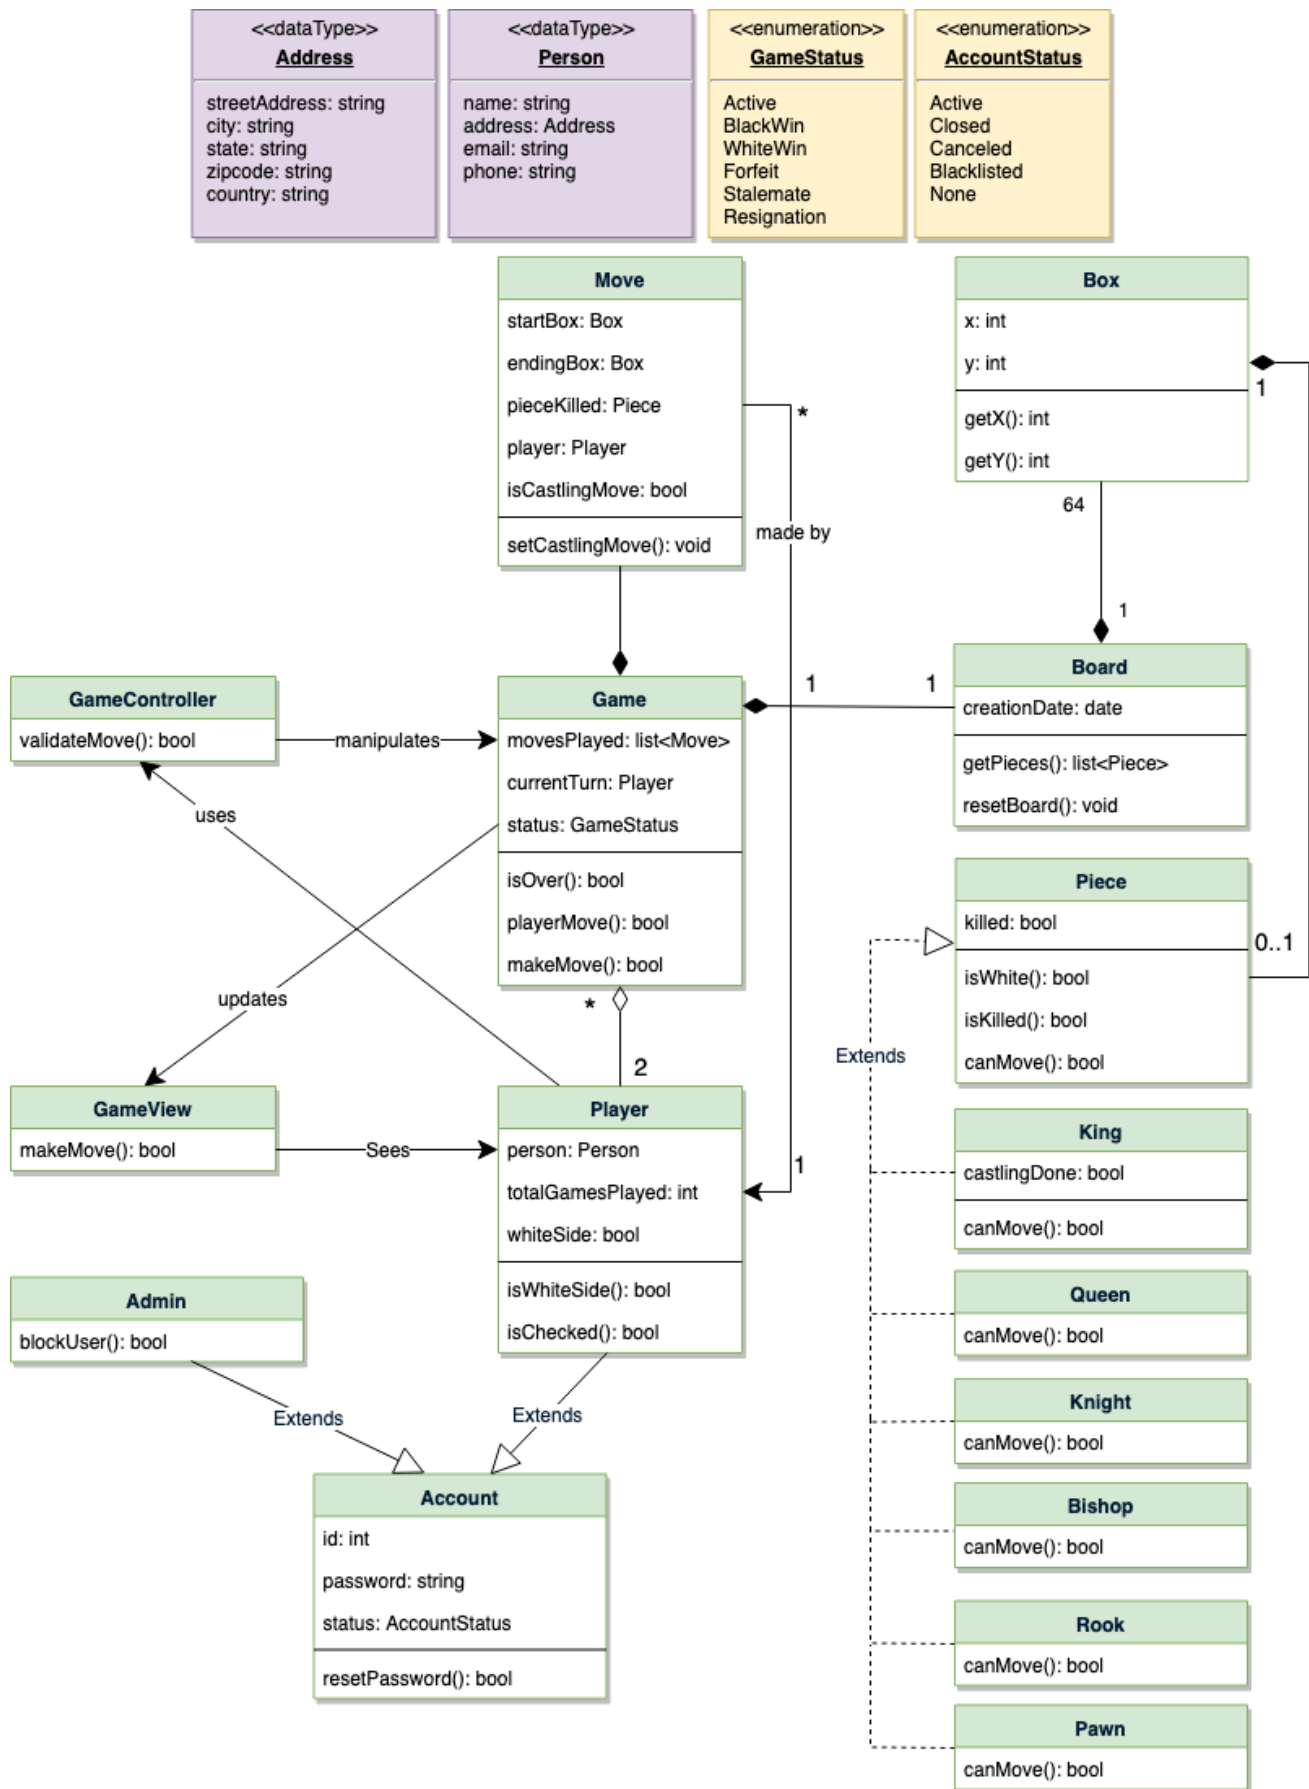 <<dataType>>
Address
streetAddress: string
city: string
state: string
zipcode: string
country: string
<<dataType>>
Person
name: string
address: Address
email: string
phone: string
<<enumeration>>
GameStatus
Active
BlackWin
WhiteWin
Forfeit
Stalemate
Resignation
<<enumeration>>
AccountStatus
Active
Closed
Canceled
Blacklisted
None
Move
startBox: Box
endingBox: Box
pieceKilled: Piece
player: Player
isCastlingMove: bool
setCastlingMove(): void
*
made by
1
Box
x: int
y: int
getX(): int
getY(): int
1
64
1
GameController
validateMove(): bool
manipulates
uses
Game
movesPlayed: list<Move>
currentTurn: Player
status: GameStatus
isOver(): bool
playerMove(): bool
makeMove(): bool
1
1
Board
creationDate: date
getPieces(): list<Piece>
resetBoard(): void
updates
*
2
Piece
killed: bool
isWhite(): bool
isKilled(): bool
canMove(): bool
0..1
Extends
GameView
makeMove(): bool
Sees
Player
person: Person
totalGamesPlayed: int
whiteSide: bool
isWhiteSide(): bool
isChecked(): bool
King
castlingDone: bool
canMove(): bool
Queen
canMove(): bool
Admin
blockUser(): bool
Extends
Extends
Knight
canMove(): bool
Account
id: int
password: string
status: AccountStatus
resetPassword(): bool
Bishop
canMove(): bool
Rook
canMove(): bool
Pawn
canMove(): bool